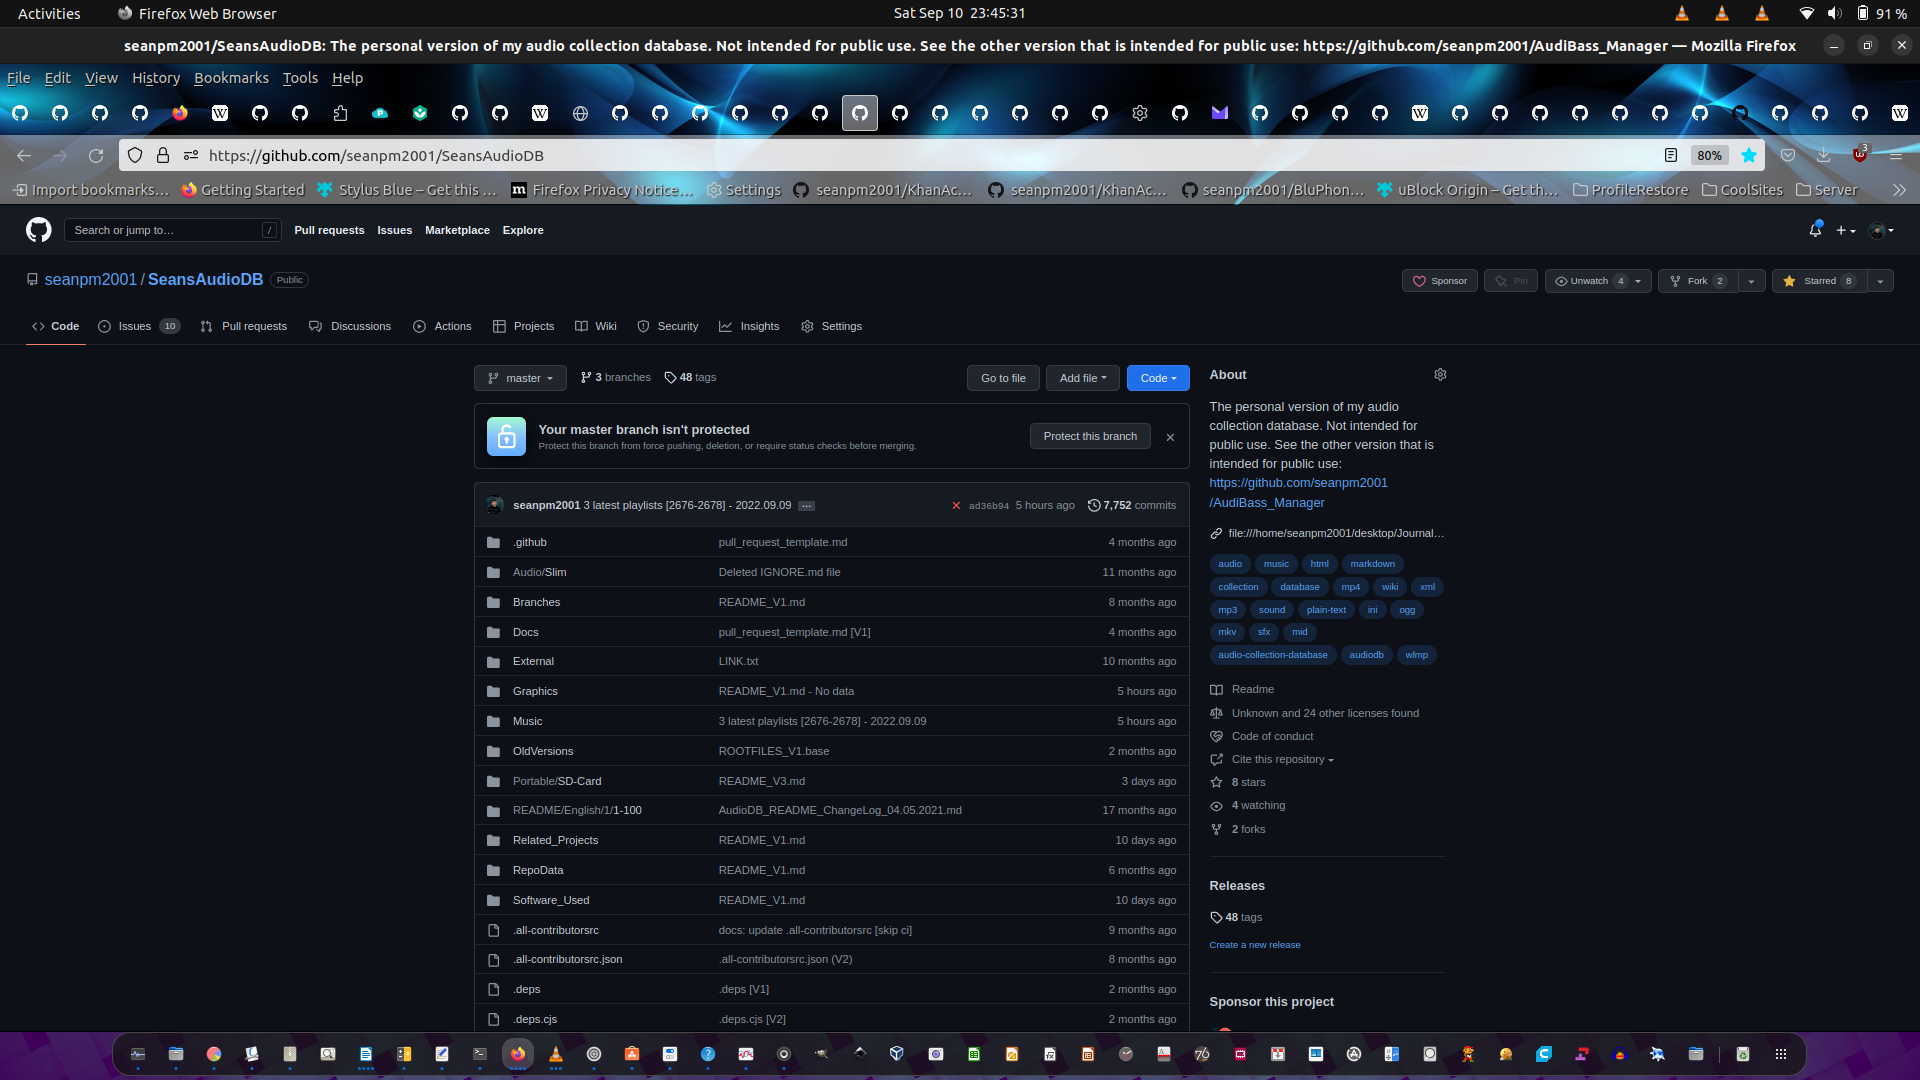 Activities Firefox Web Browser Sat Sep 10 23:45:31 91 %
seanpm2001/SeansAudioDB: The personal version of my audio collection database. Not intended for public use. See the other version that is intended for public use: https://github.com/seanpm2001/AudiBass_Manager — Mozilla Firefox
File Edit View History Bookmarks Tools Help
https://github.com/seanpm2001/SeansAudioDB 80% 3
Import bookmarks… Getting Started Stylus Blue – Get this … Firefox Privacy Notice… Settings seanpm2001/KhanAc… seanpm2001/KhanAc… seanpm2001/BluPhon… uBlock Origin – Get th… ProfileRestore CoolSites Server
Search or jump to… / Pull requests Issues Marketplace Explore
seanpm2001 / SeansAudioDB Public Sponsor Pin Unwatch 4 Fork 2 Starred 8
Code Issues 10 Pull requests Discussions Actions Projects Wiki Security Insights Settings
master 3 branches 48 tags Go to file Add file Code
Your master branch isn't protected
Protect this branch from force pushing, deletion, or require status checks before merging.
Protect this branch
seanpm2001 3 latest playlists [2676-2678] - 2022.09.09 … ad36b94 5 hours ago 7,752 commits
.github pull_request_template.md 4 months ago
Audio/Slim Deleted IGNORE.md file 11 months ago
Branches README_V1.md 8 months ago
Docs pull_request_template.md [V1] 4 months ago
External LINK.txt 10 months ago
Graphics README_V1.md - No data 5 hours ago
Music 3 latest playlists [2676-2678] - 2022.09.09 5 hours ago
OldVersions ROOTFILES_V1.base 2 months ago
Portable/SD-Card README_V3.md 3 days ago
README/English/1/1-100 AudioDB_README_ChangeLog_04.05.2021.md 17 months ago
Related_Projects README_V1.md 10 days ago
RepoData README_V1.md 6 months ago
Software_Used README_V1.md 10 days ago
.all-contributorsrc docs: update .all-contributorsrc [skip ci] 9 months ago
.all-contributorsrc.json .all-contributorsrc.json (V2) 8 months ago
.deps .deps [V1] 2 months ago
.deps.cjs .deps.cjs [V2] 2 months ago
About
The personal version of my audio
collection database. Not intended for
public use. See the other version that is
intended for public use:
https://github.com/seanpm2001
/AudiBass_Manager
file:///home/seanpm2001/desktop/Journal…
audio music html markdown
collection database mp4 wiki xml
mp3 sound plain-text ini ogg
mkv sfx mid
audio-collection-database audiodb wlmp
Readme
Unknown and 24 other licenses found
Code of conduct
Cite this repository
8 stars
4 watching
2 forks
Releases
48 tags
Create a new release
Sponsor this project